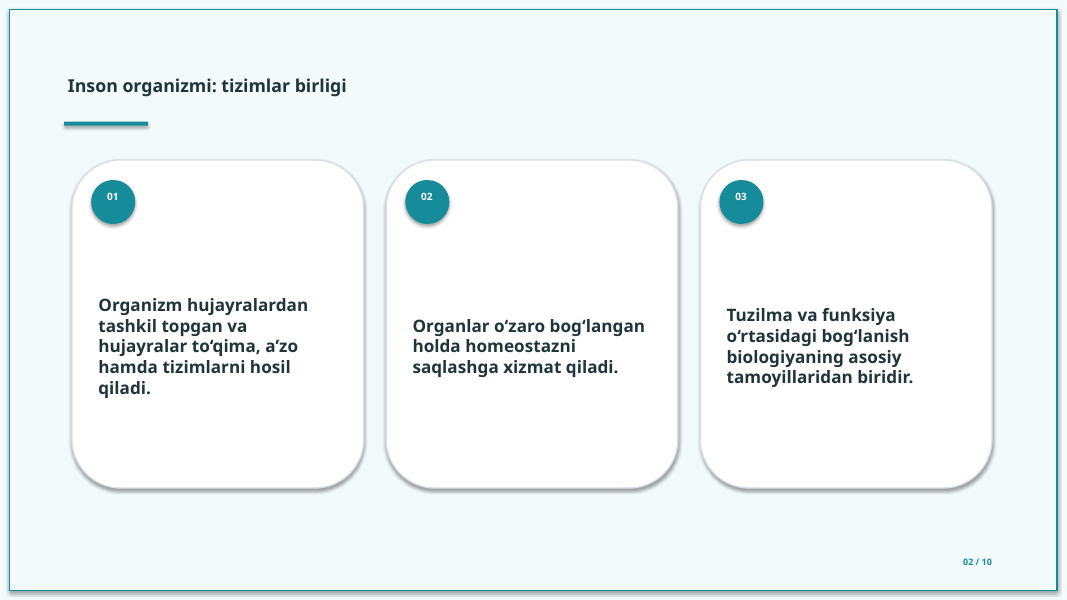 Inson organizmi: tizimlar birligi
01
Organizm hujayralardan
tashkil topgan va
hujayralar to‘qima, a’zo
hamda tizimlarni hosil
qiladi.
02
Organlar o‘zaro bog‘langan
holda homeostazni
saqlashga xizmat qiladi.
03
Tuzilma va funksiya
o‘rtasidagi bog‘lanish
biologiyaning asosiy
tamoyillaridan biridir.
02 / 10